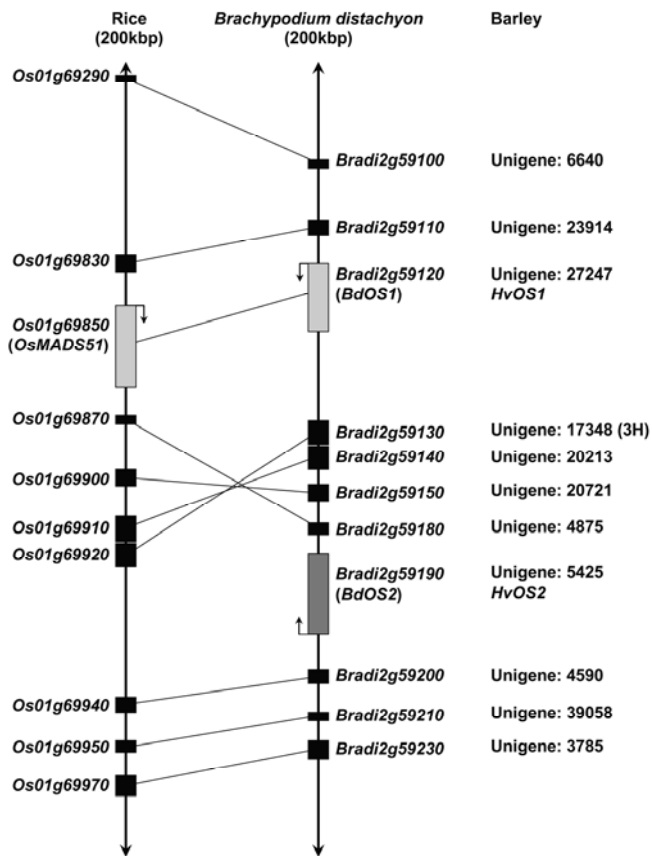 Rice Brachypodium distachyon Barley
(200kbp) (200kbp)
Os01g69290
Bradi2g59100 Unigene: 6640
Bradi2g59110 Unigene: 23914
Os01g69830
Bradi2g59120 Unigene: 27247
(BdOS1) HvOS1
Os01g69850
(OsMADS51)
Os01g69870
Bradi2g59130 Unigene: 17348 (3H)
Bradi2g59140 Unigene: 20213
Os01g69900
Bradi2g59150 Unigene: 20721
Os01g69910
Bradi2g59180 Unigene: 4875
Os01g69920
Bradi2g59190 Unigene: 5425
(BdOS2) HvOS2
Bradi2g59200 Unigene: 4590
Os01g69940
Bradi2g59210 Unigene: 39058
Os01g69950
Bradi2g59230 Unigene: 3785
Os01g69970